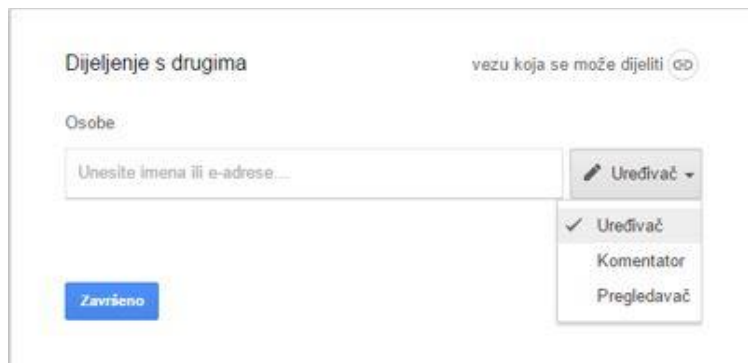 Dijeljenje s drugima
vezu koja se može dijeliti
Osobe
Unesite imena ili e-adrese...
Uređivač
Uređivač
Komentator
Pregledavač
Završeno